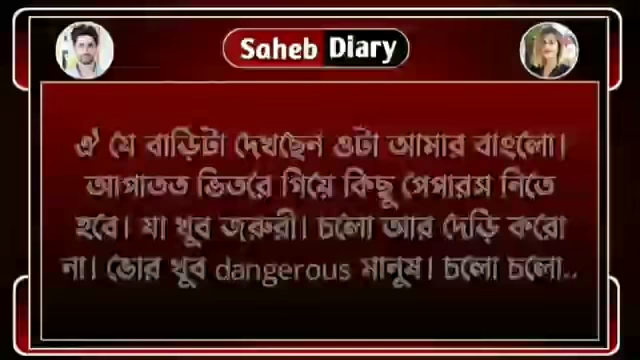 Saheb Diary
ঐ যে বাড়িটা দেখছেন ওটা আমার বাংলো।
আপাতত ভিতরে গিয়ে কিছু পেপারস নিতে
হবে। যা খুব জরুরী। চলো আর দেড়ি করো
না। ভোর খুব dangerous মানুষ। চলো চলো..